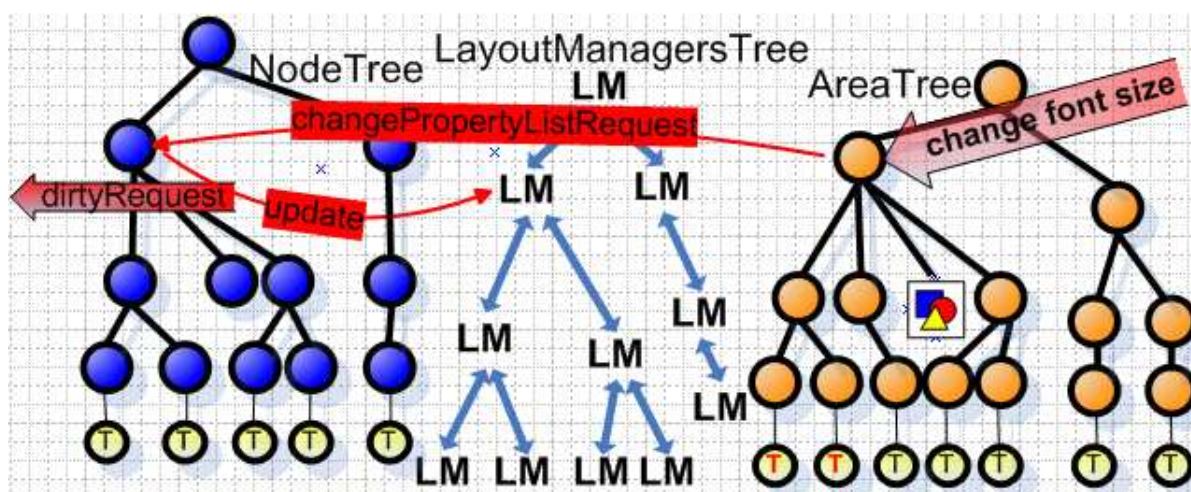 NodeTree
LayoutManagersTree
LM
AreaTree
change font size
changePropertyListRequest
LM LM
dirtyRequest
update
LM
LM
LM
LM
LM LM LM LM
T T T T T
T T T T T T T